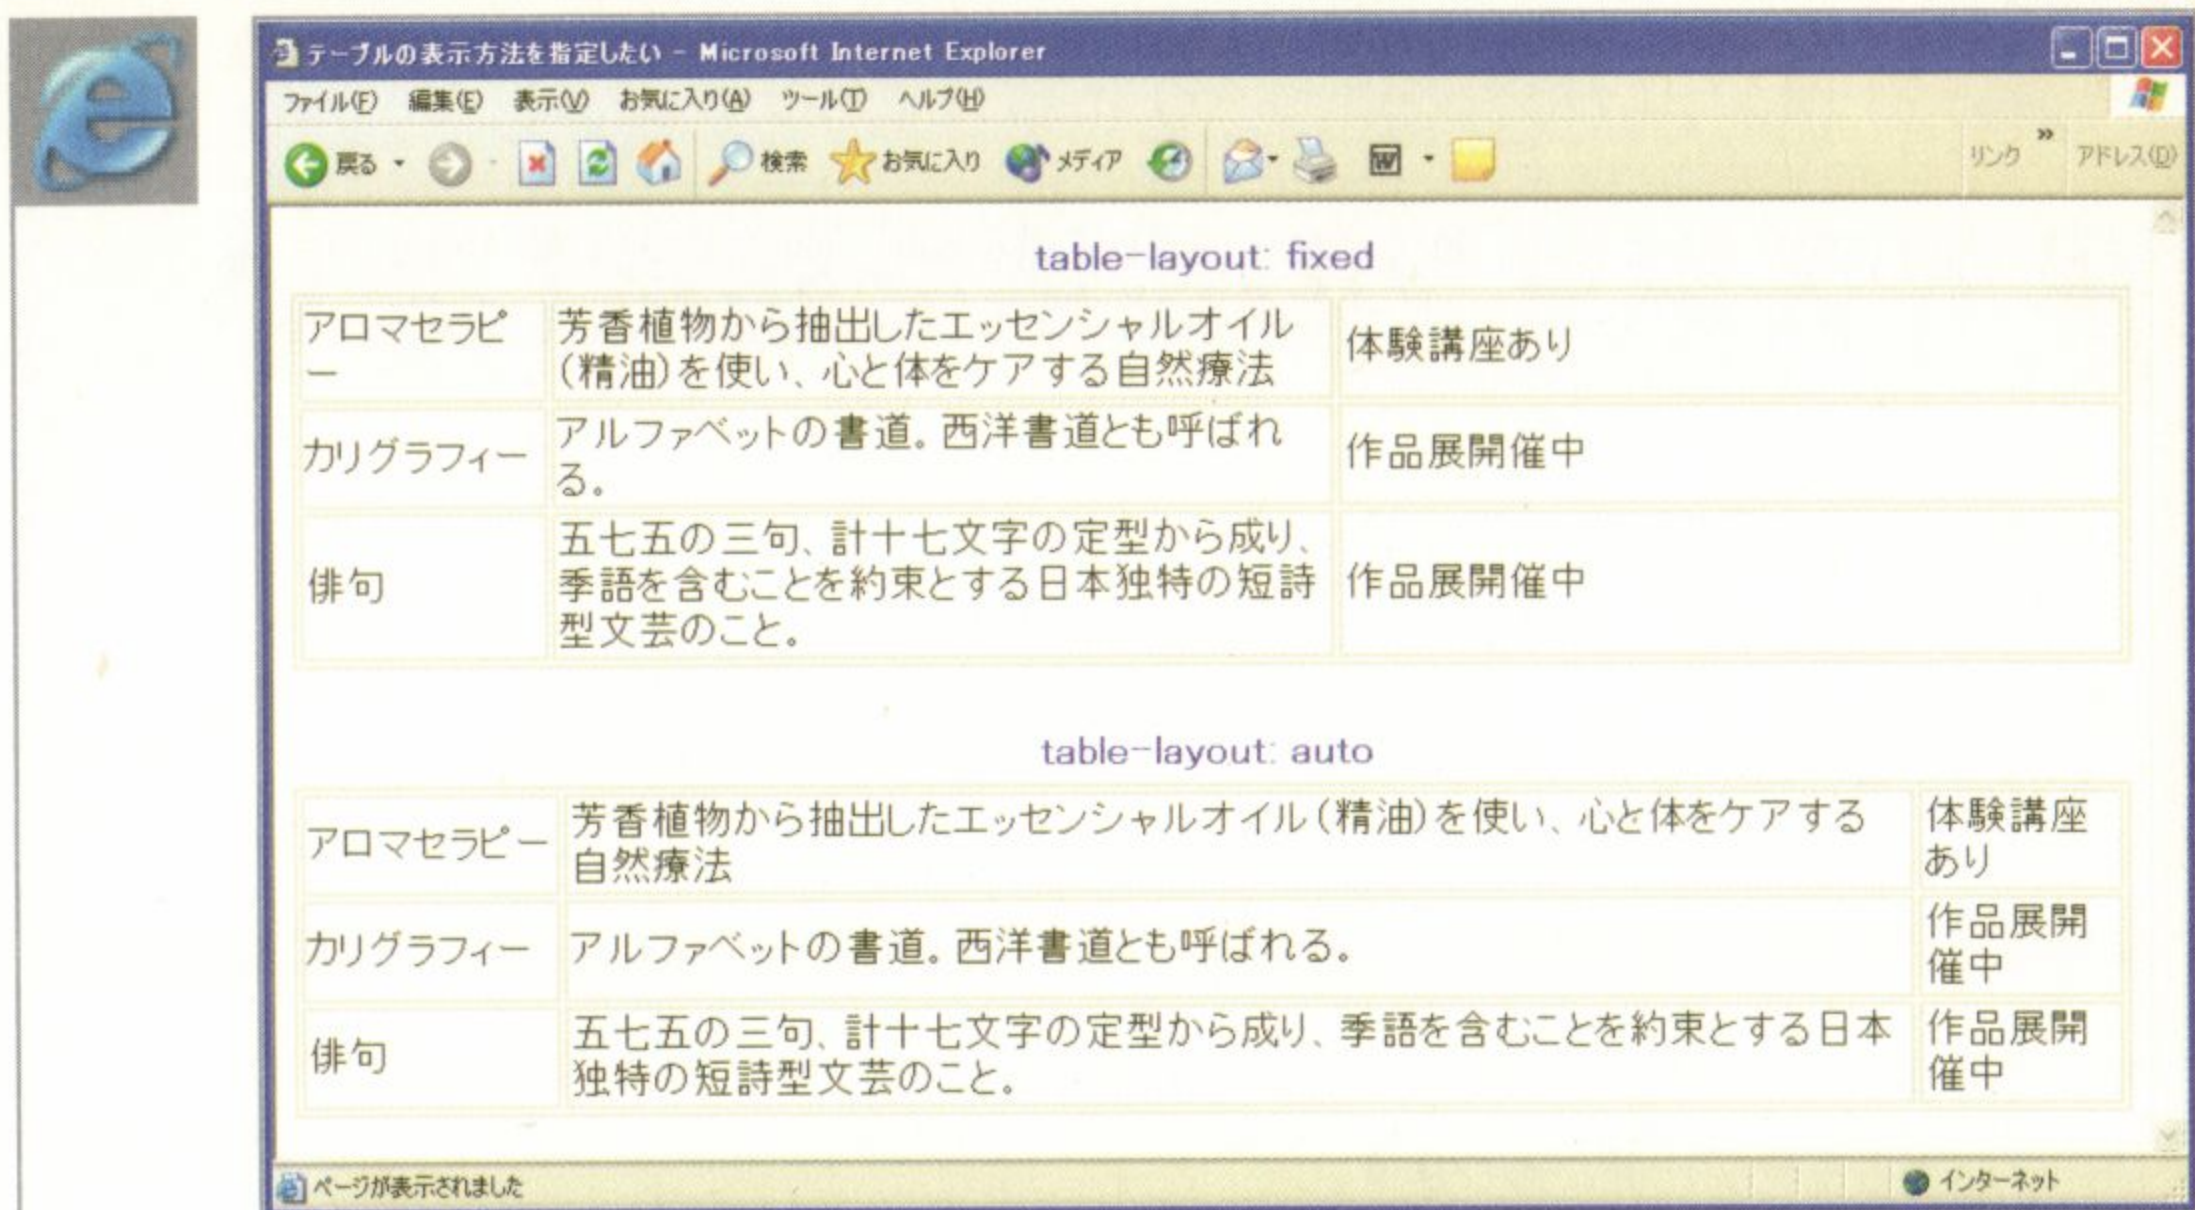 テーブルの表示方法を指定したい - Microsoft Internet Explorer
ファイル(F) 編集(E) 表示(V) お気に入り(A) ツール(T) ヘルプ(H)
戻る 検索 お気に入り メディア リンク » アドレス(D)
table-layout: fixed
アロマセラピ
ー
芳香植物から抽出したエッセンシャルオイル
(精油)を使い、心と体をケアする自然療法
体験講座あり
カリグラフィー
アルファベットの書道。西洋書道とも呼ばれ
る。
作品展開催中
俳句
五七五の三句、計十七文字の定型から成り、
季語を含むことを約束とする日本独特の短詩
型文芸のこと。
作品展開催中
table-layout: auto
アロマセラピー
芳香植物から抽出したエッセンシャルオイル(精油)を使い、心と体をケアする
自然療法
体験講座
あり
カリグラフィー
アルファベットの書道。西洋書道とも呼ばれる。
作品展開
催中
俳句
五七五の三句、計十七文字の定型から成り、季語を含むことを約束とする日本
独特の短詩型文芸のこと。
作品展開
催中
ページが表示されました
インターネット